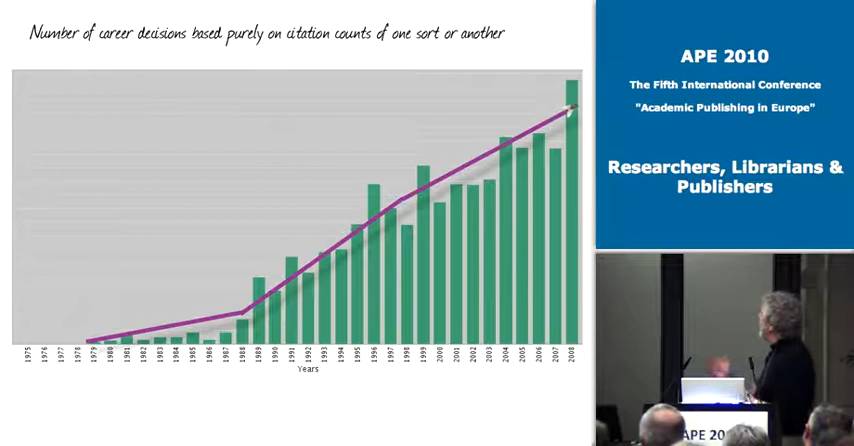 Number of career decisions based purely on citation counts of one sort or another
1975 1976 1977 1978 1979 1980 1981 1982 1983 1984 1985 1986 1987 1988 1989 1990 1991 1992 1993 1994 1995 1996 1997 1998 1999 2000 2001 2002 2003 2004 2005 2006 2007 2008
Years
APE 2010
The Fifth International Conference
"Academic Publishing in Europe"
Researchers, Librarians &
Publishers
APE 20